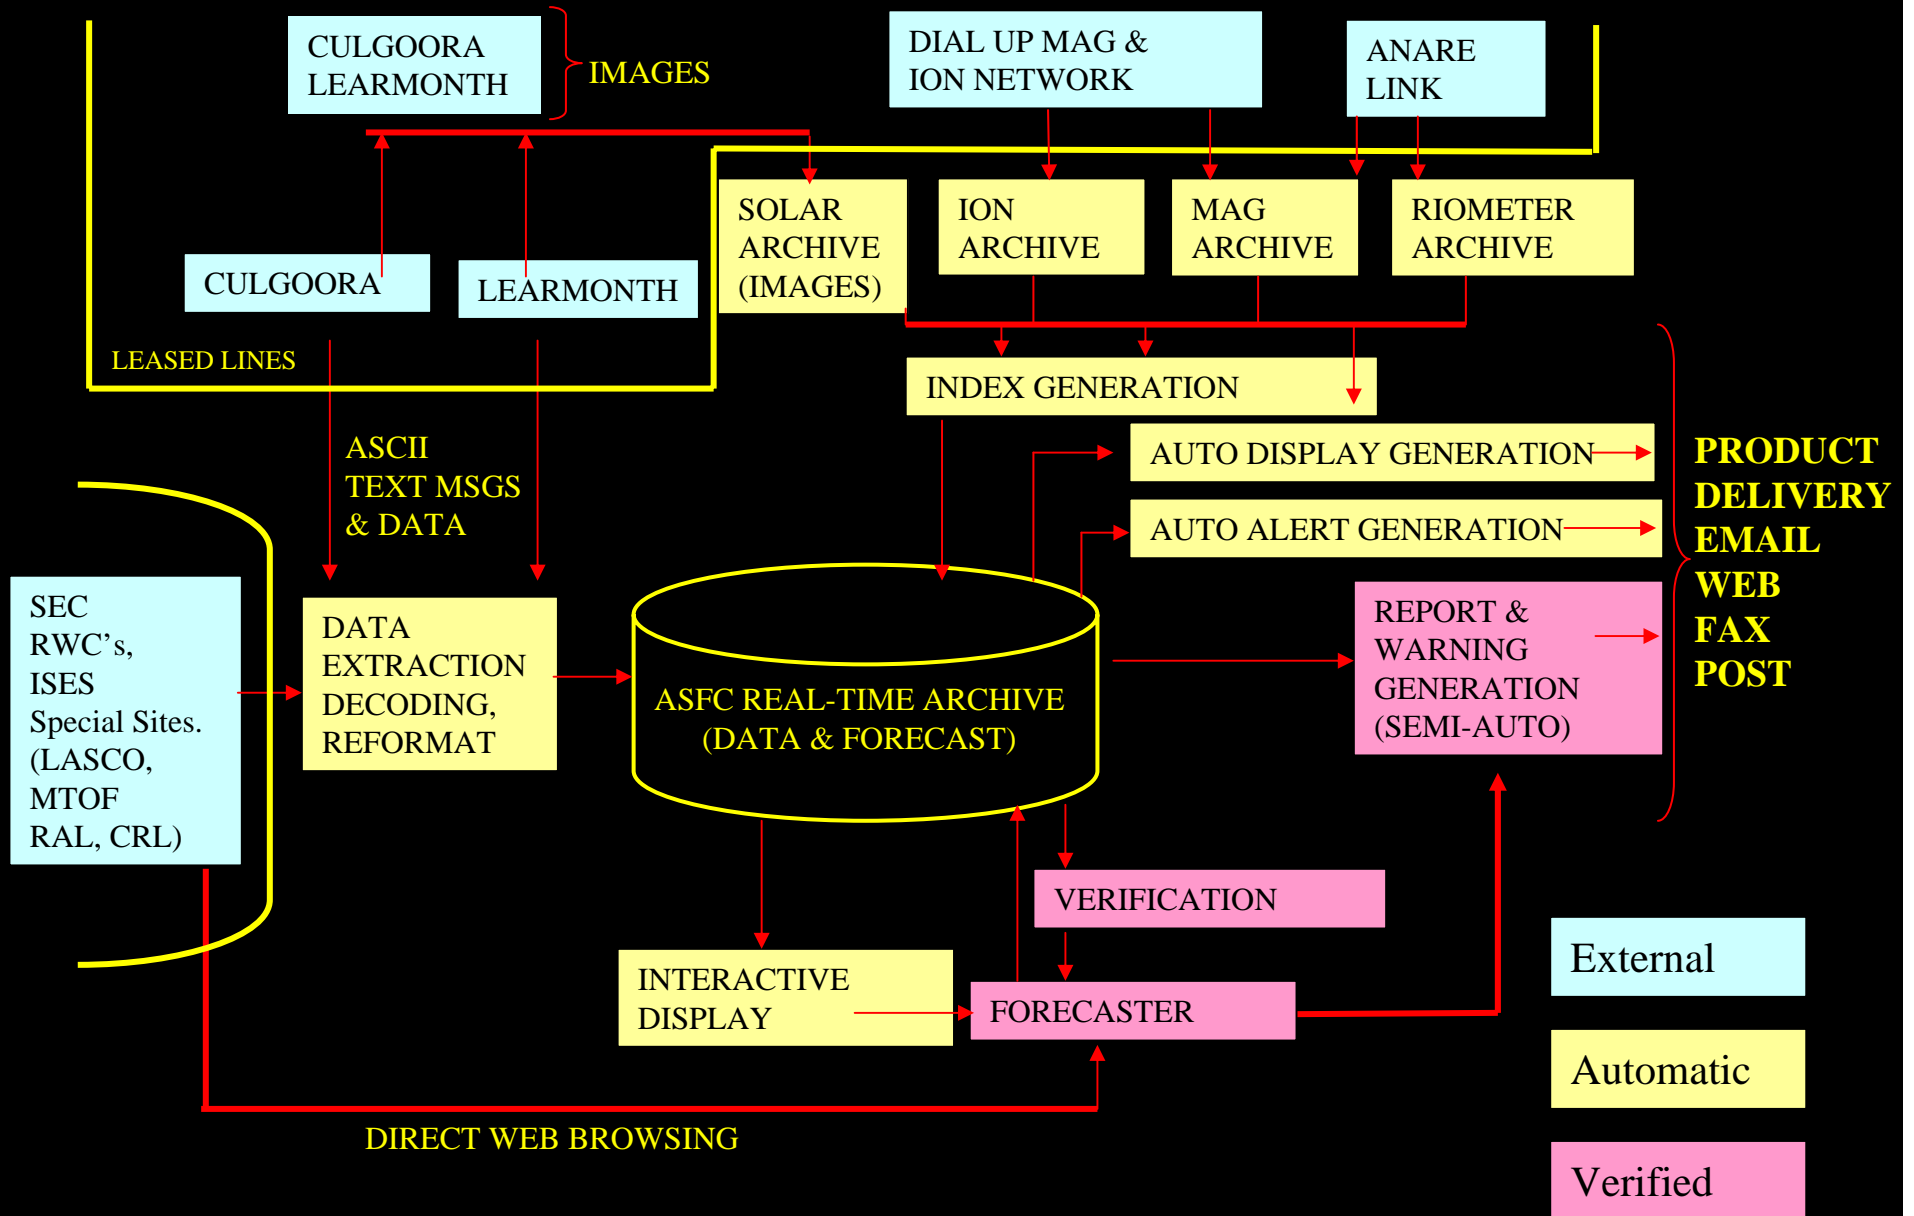 CULGOORA
LEARMONTH
IMAGES
DIAL UP MAG &
ION NETWORK
ANARE
LINK
SOLAR
ARCHIVE
(IMAGES)
ION
ARCHIVE
MAG
ARCHIVE
RIOMETER
ARCHIVE
CULGOORA
LEARMONTH
LEASED LINES
INDEX GENERATION
ASCII
TEXT MSGS
& DATA
AUTO DISPLAY GENERATION
AUTO ALERT GENERATION
PRODUCT
DELIVERY
EMAIL
WEB
FAX
POST
SEC
RWC's,
ISES
Special Sites.
(LASCO,
MTOF
RAL, CRL)
DATA
EXTRACTION
DECODING,
REFORMAT
ASFC REAL-TIME ARCHIVE
(DATA & FORECAST)
REPORT &
WARNING
GENERATION
(SEMI-AUTO)
VERIFICATION
INTERACTIVE
DISPLAY
FORECASTER
DIRECT WEB BROWSING
External
Automatic
Verified